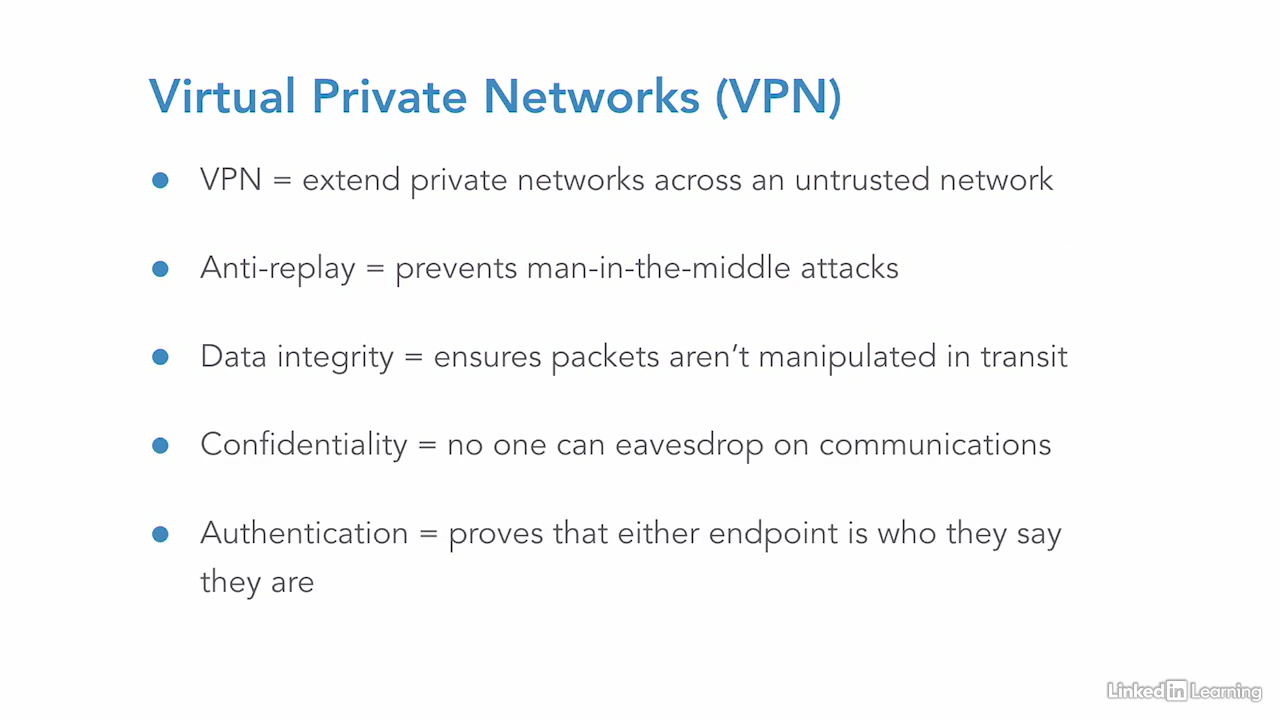 Virtual Private Networks (VPN)
● VPN = extend private networks across an untrusted network
● Anti-replay = prevents man-in-the-middle attacks
● Data integrity = ensures packets aren’t manipulated in transit
● Confidentiality = no one can eavesdrop on communications
● Authentication = proves that either endpoint is who they say
they are
Linked in Learning